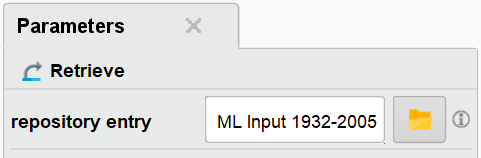 Parameters
Retrieve
repository entry ML Input 1932-2005